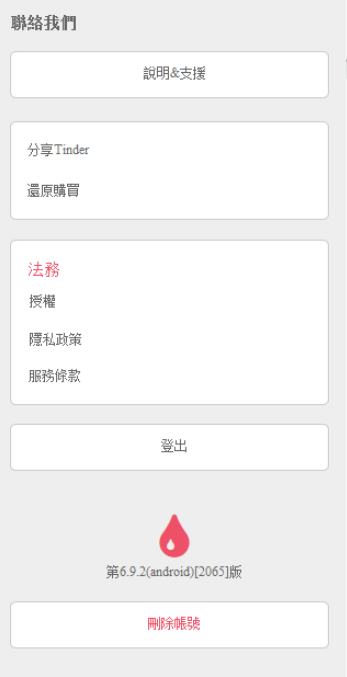 聯絡我們
說明&支援
分享Tinder
還原購買
法務
授權
隱私政策
服務條款
登出
第6.9.2(android)[2065]版
刪除帳號